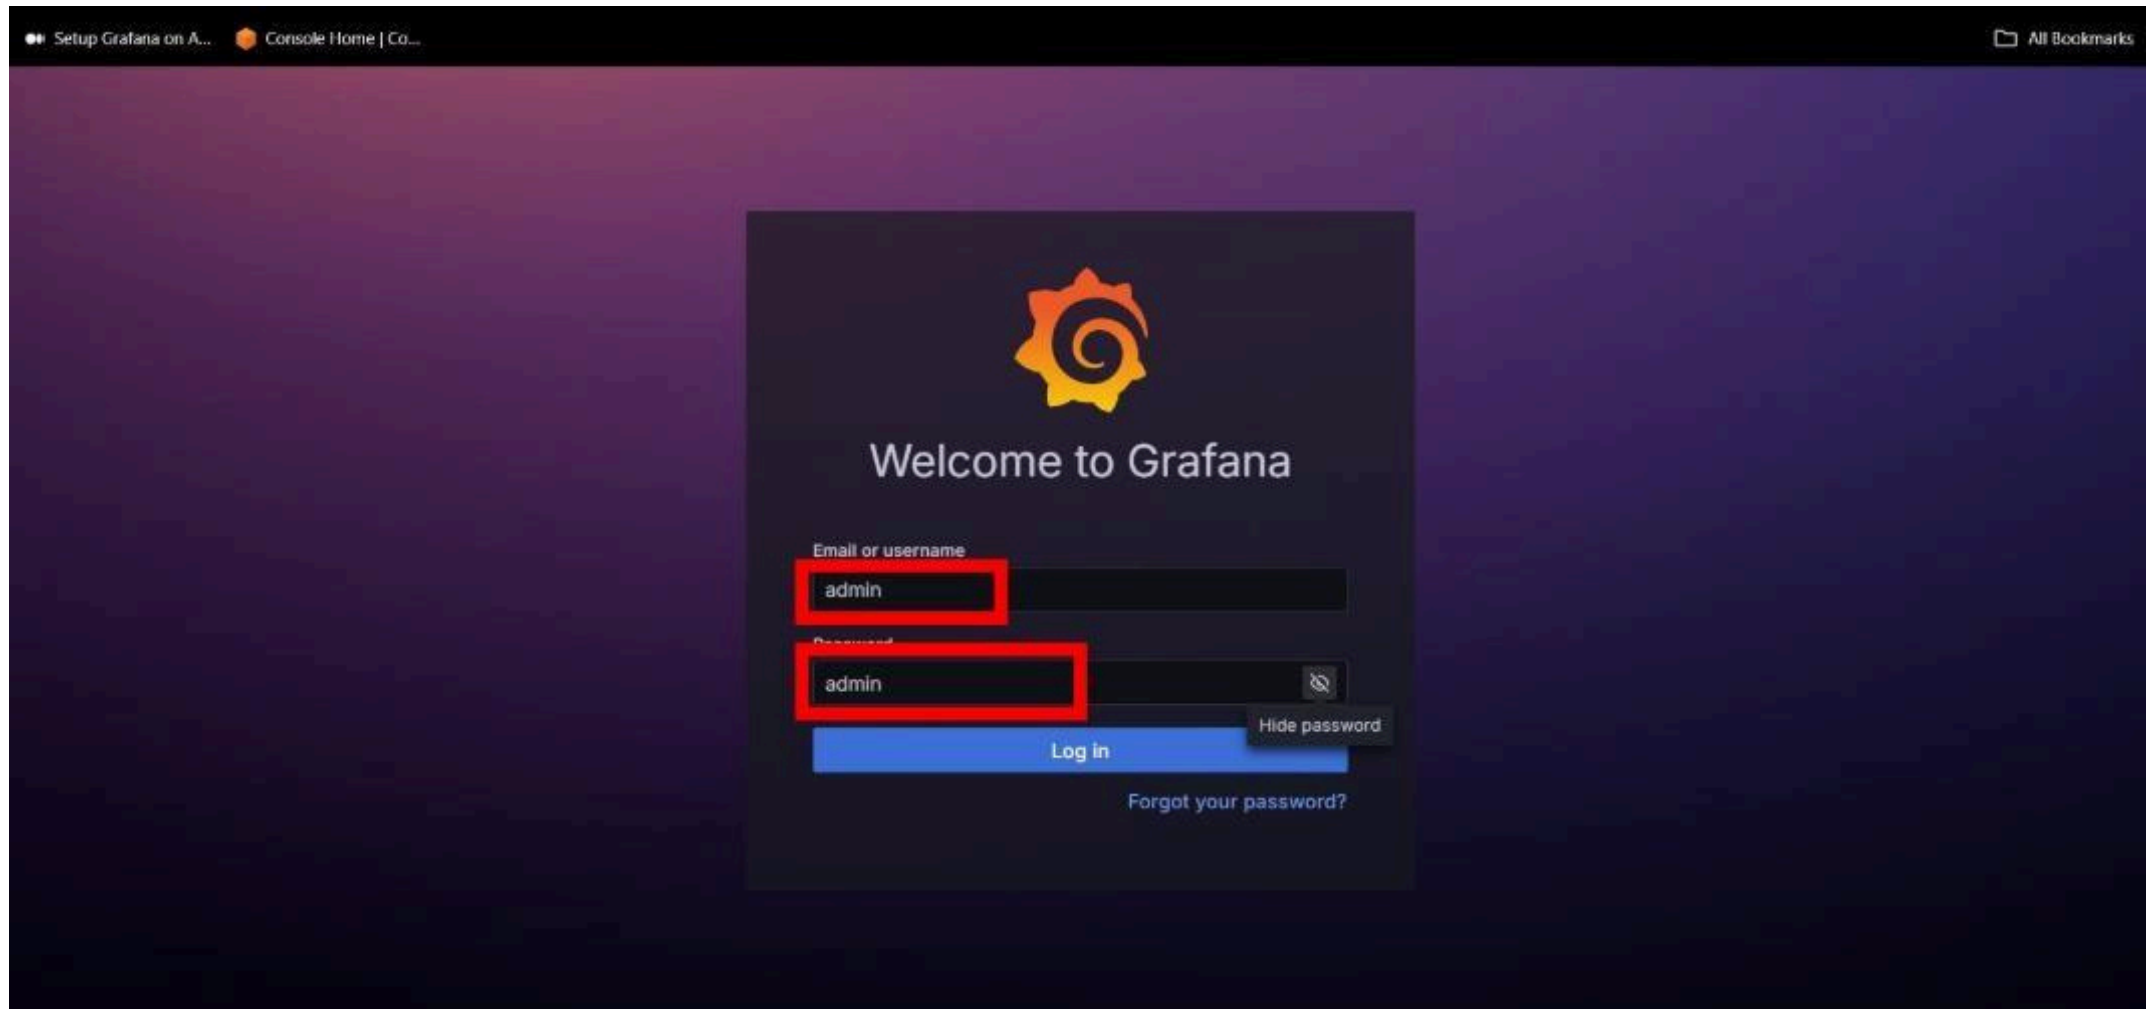 Setup Grafana on A...
Console Home | Co...
All Bookmarks
Welcome to Grafana
Email or username
admin
Password
admin
Hide password
Log in
Forgot your password?